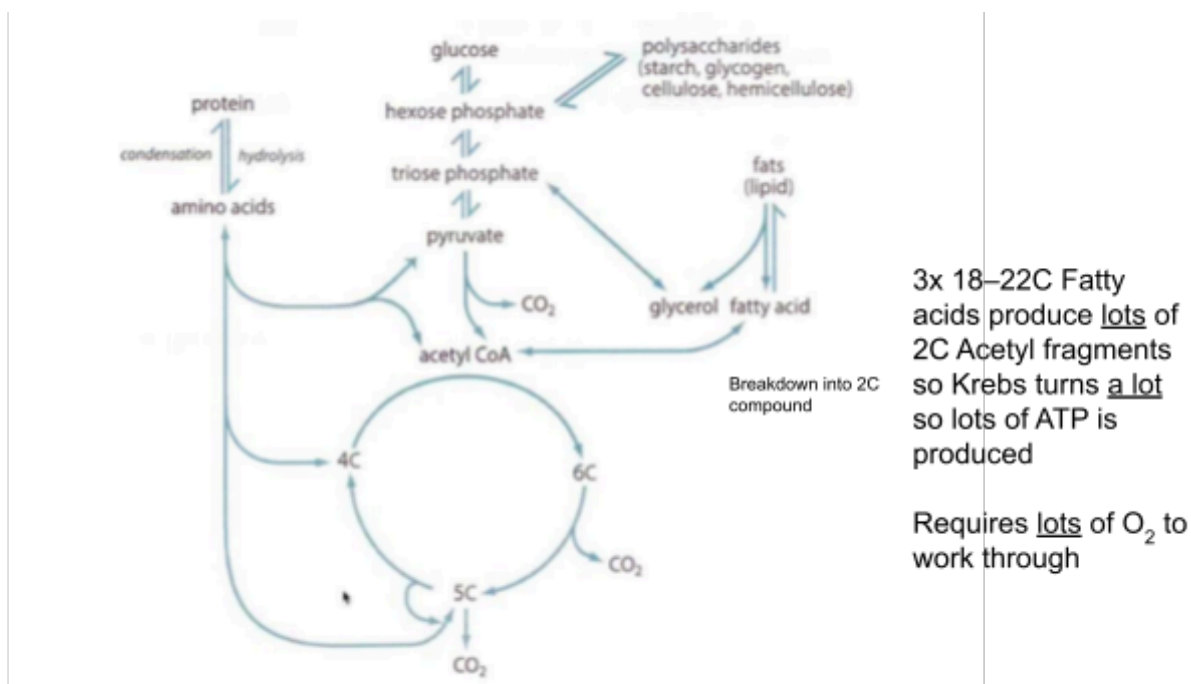 glucose
polysaccharides
(starch, glycogen,
cellulose, hemicellulose)
protein
hexose phosphate
condensation hydrolysis
triose phosphate
fats
(lipid)
amino acids
pyruvate
CO₂
glycerol fatty acid
acetyl CoA
Breakdown into 2C
compound
4C
6C
CO₂
5C
CO₂
3x 18–22C Fatty
acids produce lots of
2C Acetyl fragments
so Krebs turns a lot
so lots of ATP is
produced
Requires lots of O₂ to
work through